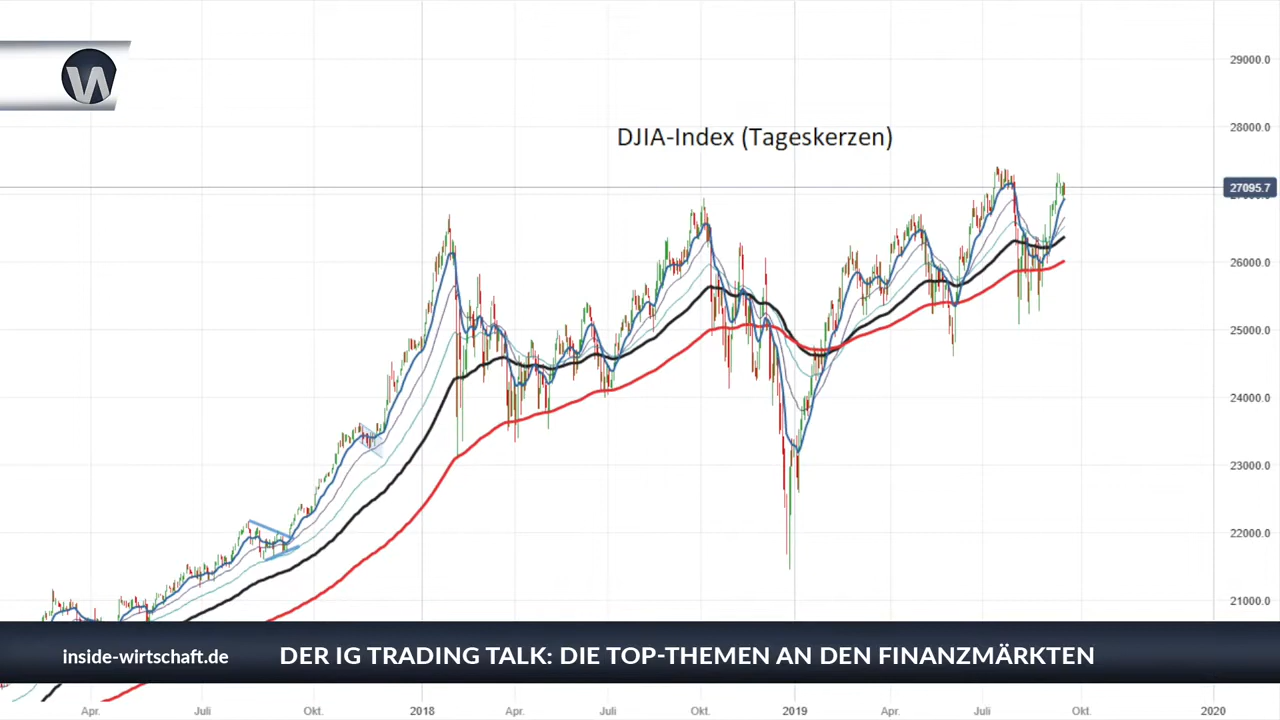 W
29000.0
28000.0
DJIA-Index (Tageskerzen)
27095.7
26000.0
25000.0
24000.0
23000.0
22000.0
21000.0
inside-wirtschaft.de
DER IG TRADING TALK: DIE TOP-THEMEN AN DEN FINANZMÄRKTEN
Apr. Juli Okt. 2018 Apr. Juli Okt. 2019 Apr. Juli Okt. 2020